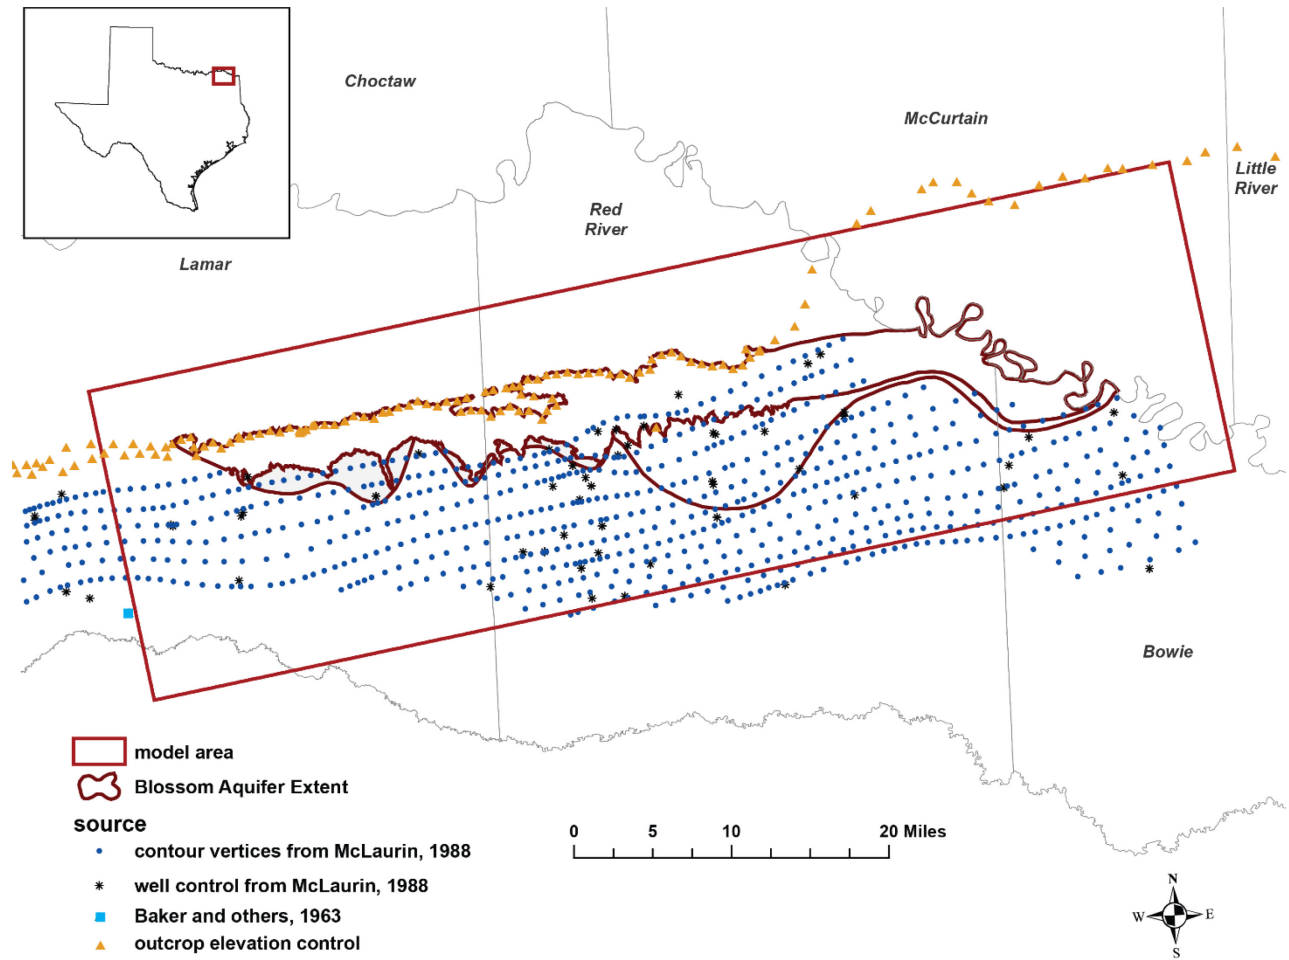 Choctaw
McCurtain
Little
River
Red
River
Lamar
Bowie
model area
Blossom Aquifer Extent
source
contour vertices from McLaurin, 1988
well control from McLaurin, 1988
Baker and others, 1963
outcrop elevation control
0 5 10 20 Miles
N
W E
S